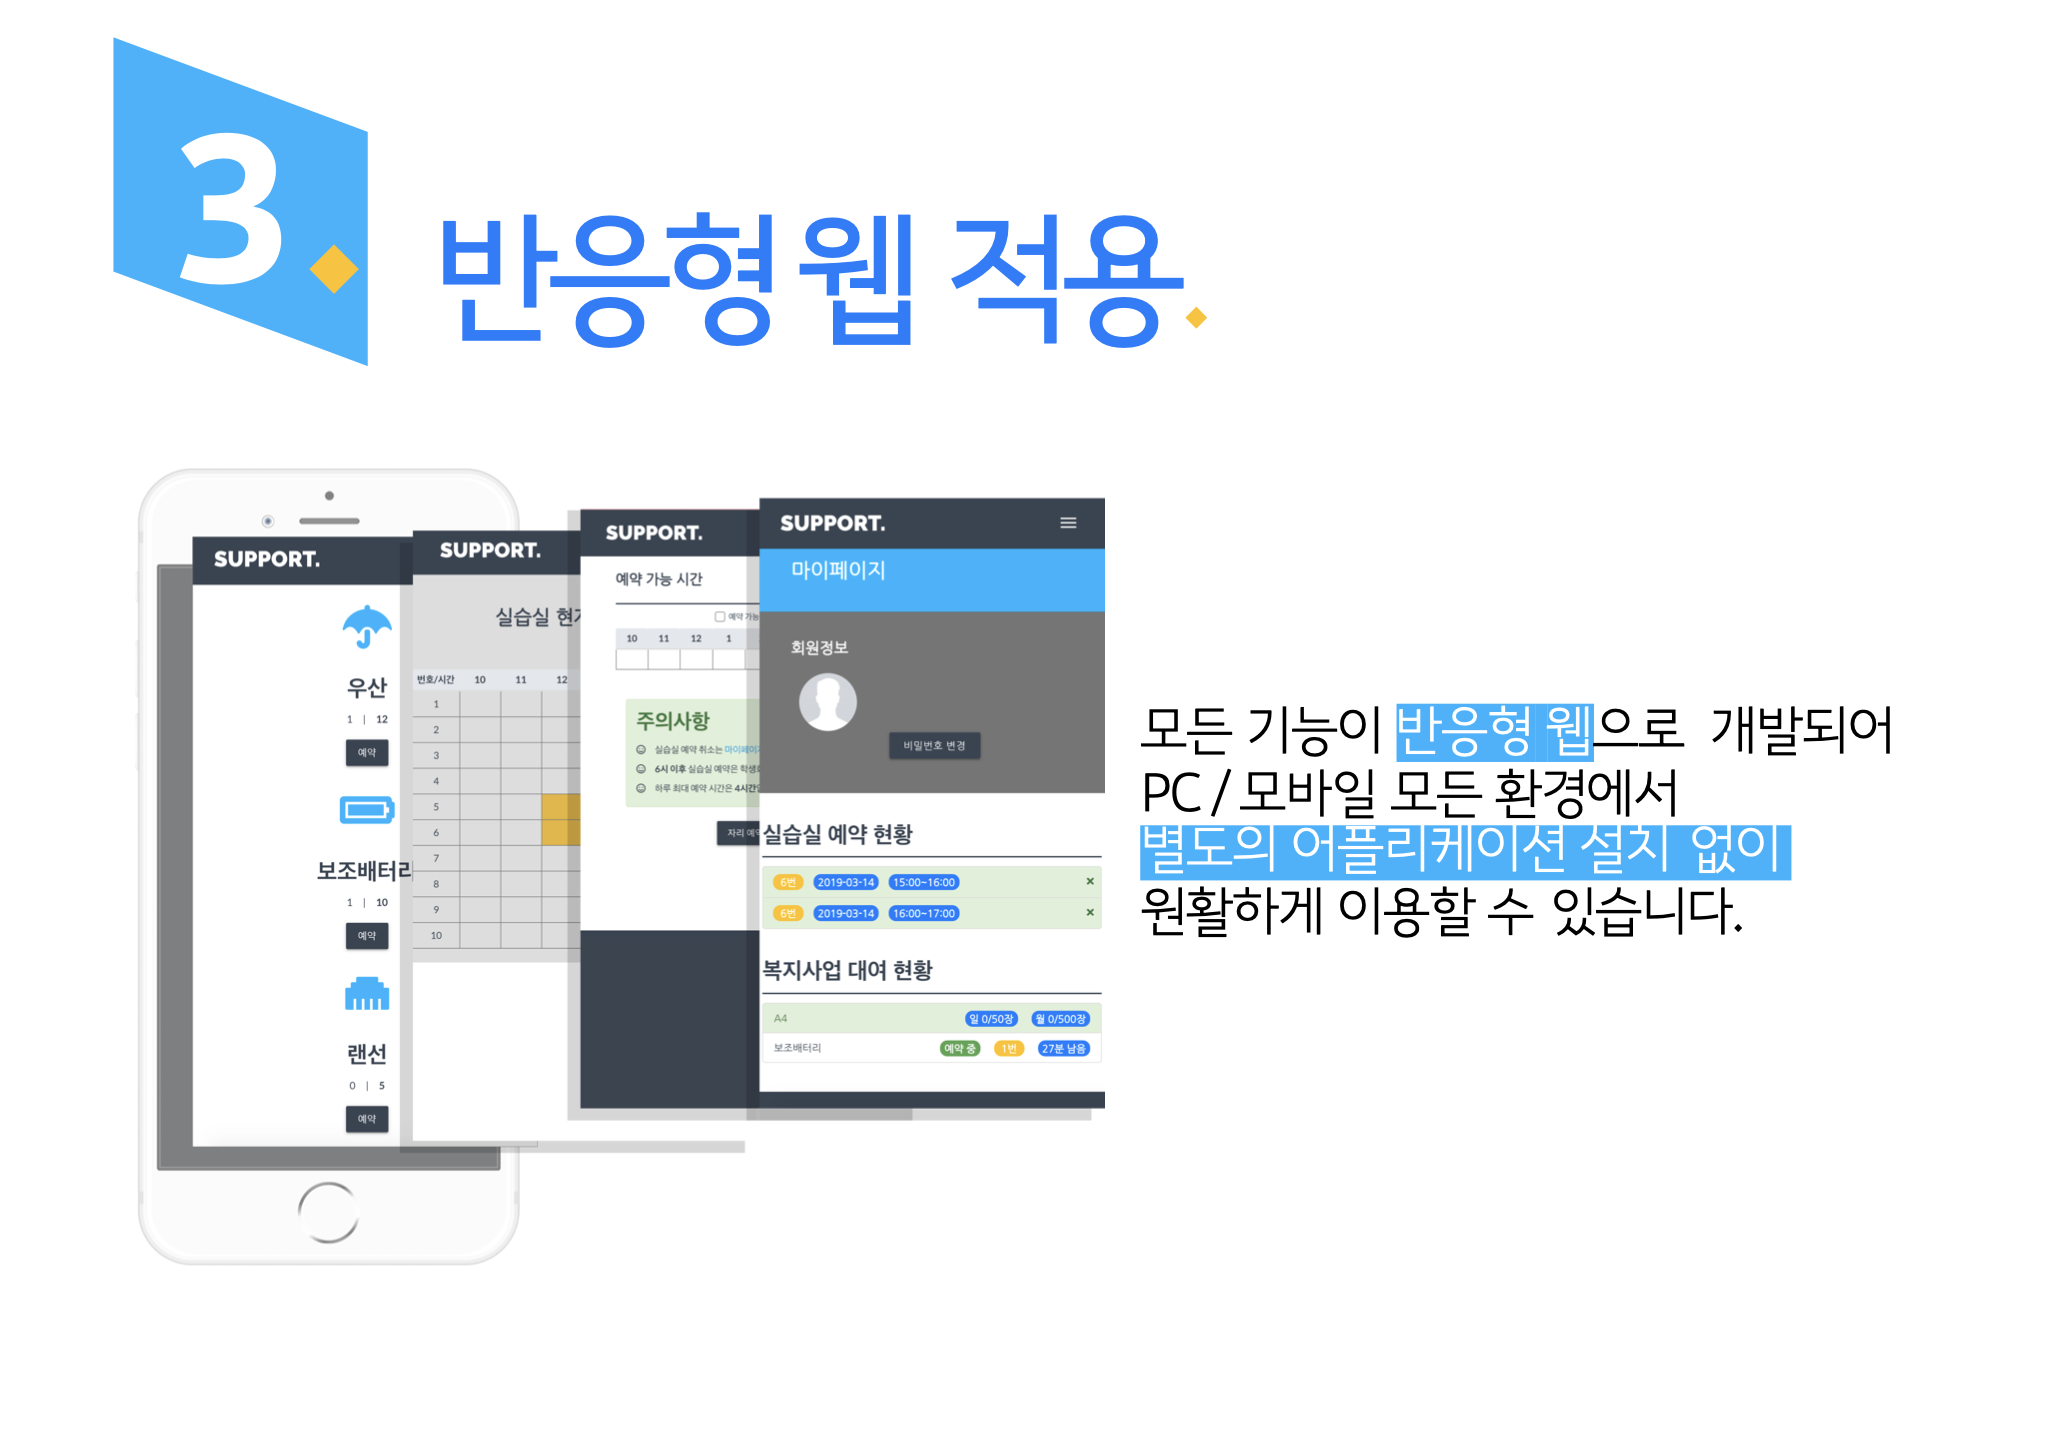 3
반응형 웹 적용
SUPPORT.
우산
1 | 12
예약
보조배터리
1 | 10
예약
랜선
0 | 5
예약
SUPPORT.
실습실
번호/시간 10 11 12
1
2
3
4
5
6
7
8
9
10
SUPPORT.
예약 가능 시간
예약 가능
10 11 12 1
주의사항
실습실 예약 취소는 마이페이지
6시 이후 실습실 예약은
하루 최대 예약 시간은 4시간
자리
SUPPORT.
마이페이지
회원정보
비밀번호 변경
실습실 예약 현황
6번 2019-03-14 15:00~16:00 ×
6번 2019-03-14 16:00~17:00 ×
복지사업 대여 현황
A4 일 0/50장 월 0/500장
보조배터리 예약 중 1번 27분 남음
모든 기능이 반응형 웹으로 개발되어
PC / 모바일 모든 환경에서
별도의 어플리케이션 설치 없이
원활하게 이용할 수 있습니다.